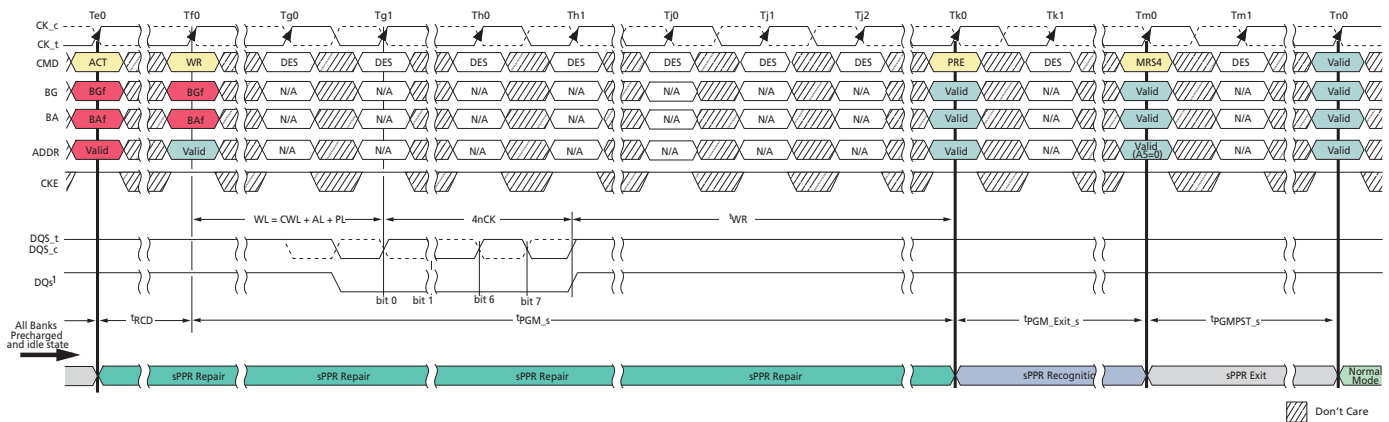 Te0 Tf0 Tg0 Tg1 Th0 Th1 Tj0 Tj1 Tj2 Tk0 Tk1 Tm0 Tm1 Tn0
CK_c
CK_t
CMD ACT WR DES DES DES DES DES DES DES PRE DES MRS4 DES Valid
BG BGf BGf N/A N/A N/A N/A N/A N/A N/A Valid N/A Valid N/A Valid
BA BAf BAf N/A N/A N/A N/A N/A N/A N/A Valid N/A Valid N/A Valid
ADDR Valid Valid N/A N/A N/A N/A N/A N/A N/A Valid N/A Valid (A5=0) N/A Valid
CKE
WL = CWL + AL + PL 4nCK tWR
DQS_t
DQS_c
DQs1
bit 0 bit 1 bit 6 bit 7
All Banks
Precharged
and idle state
tRCD tPGM_s tPGM_Exit_s tPGMPST_s
sPPR Repair sPPR Repair sPPR Repair sPPR Repair sPPR Recognitic sPPR Exit Normal
Mode
Don't Care